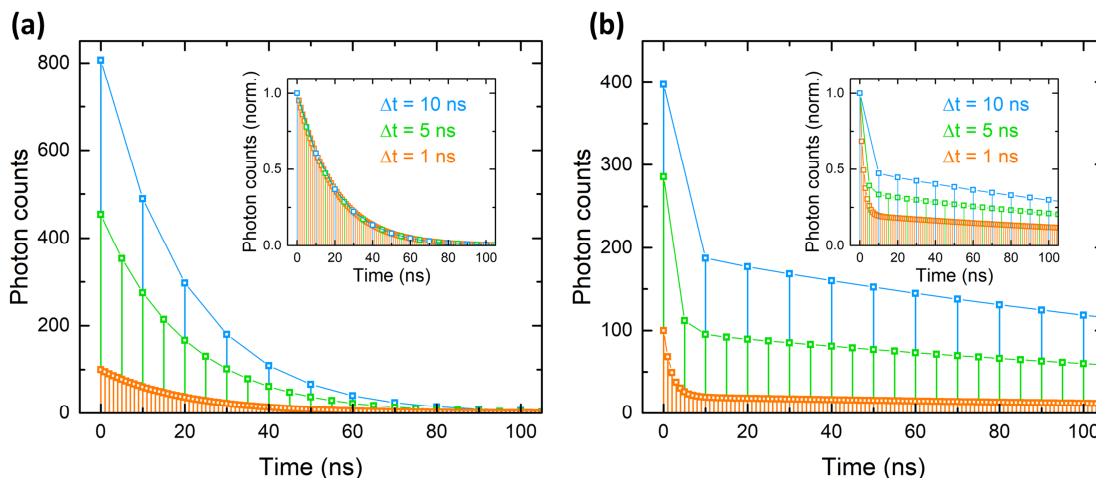 (a)
800
600
400
200
0
Photon counts
0 20 40 60 80 100
Time (ns)
1.0
0.5
0.0
Photon counts (norm.)
Δt = 10 ns
Δt = 5 ns
Δt = 1 ns
0 20 40 60 80 100
Time (ns)
(b)
400
300
200
100
0
Photon counts
0 20 40 60 80 100
Time (ns)
1.0
0.5
0.0
Photon counts (norm.)
Δt = 10 ns
Δt = 5 ns
Δt = 1 ns
0 20 40 60 80 100
Time (ns)